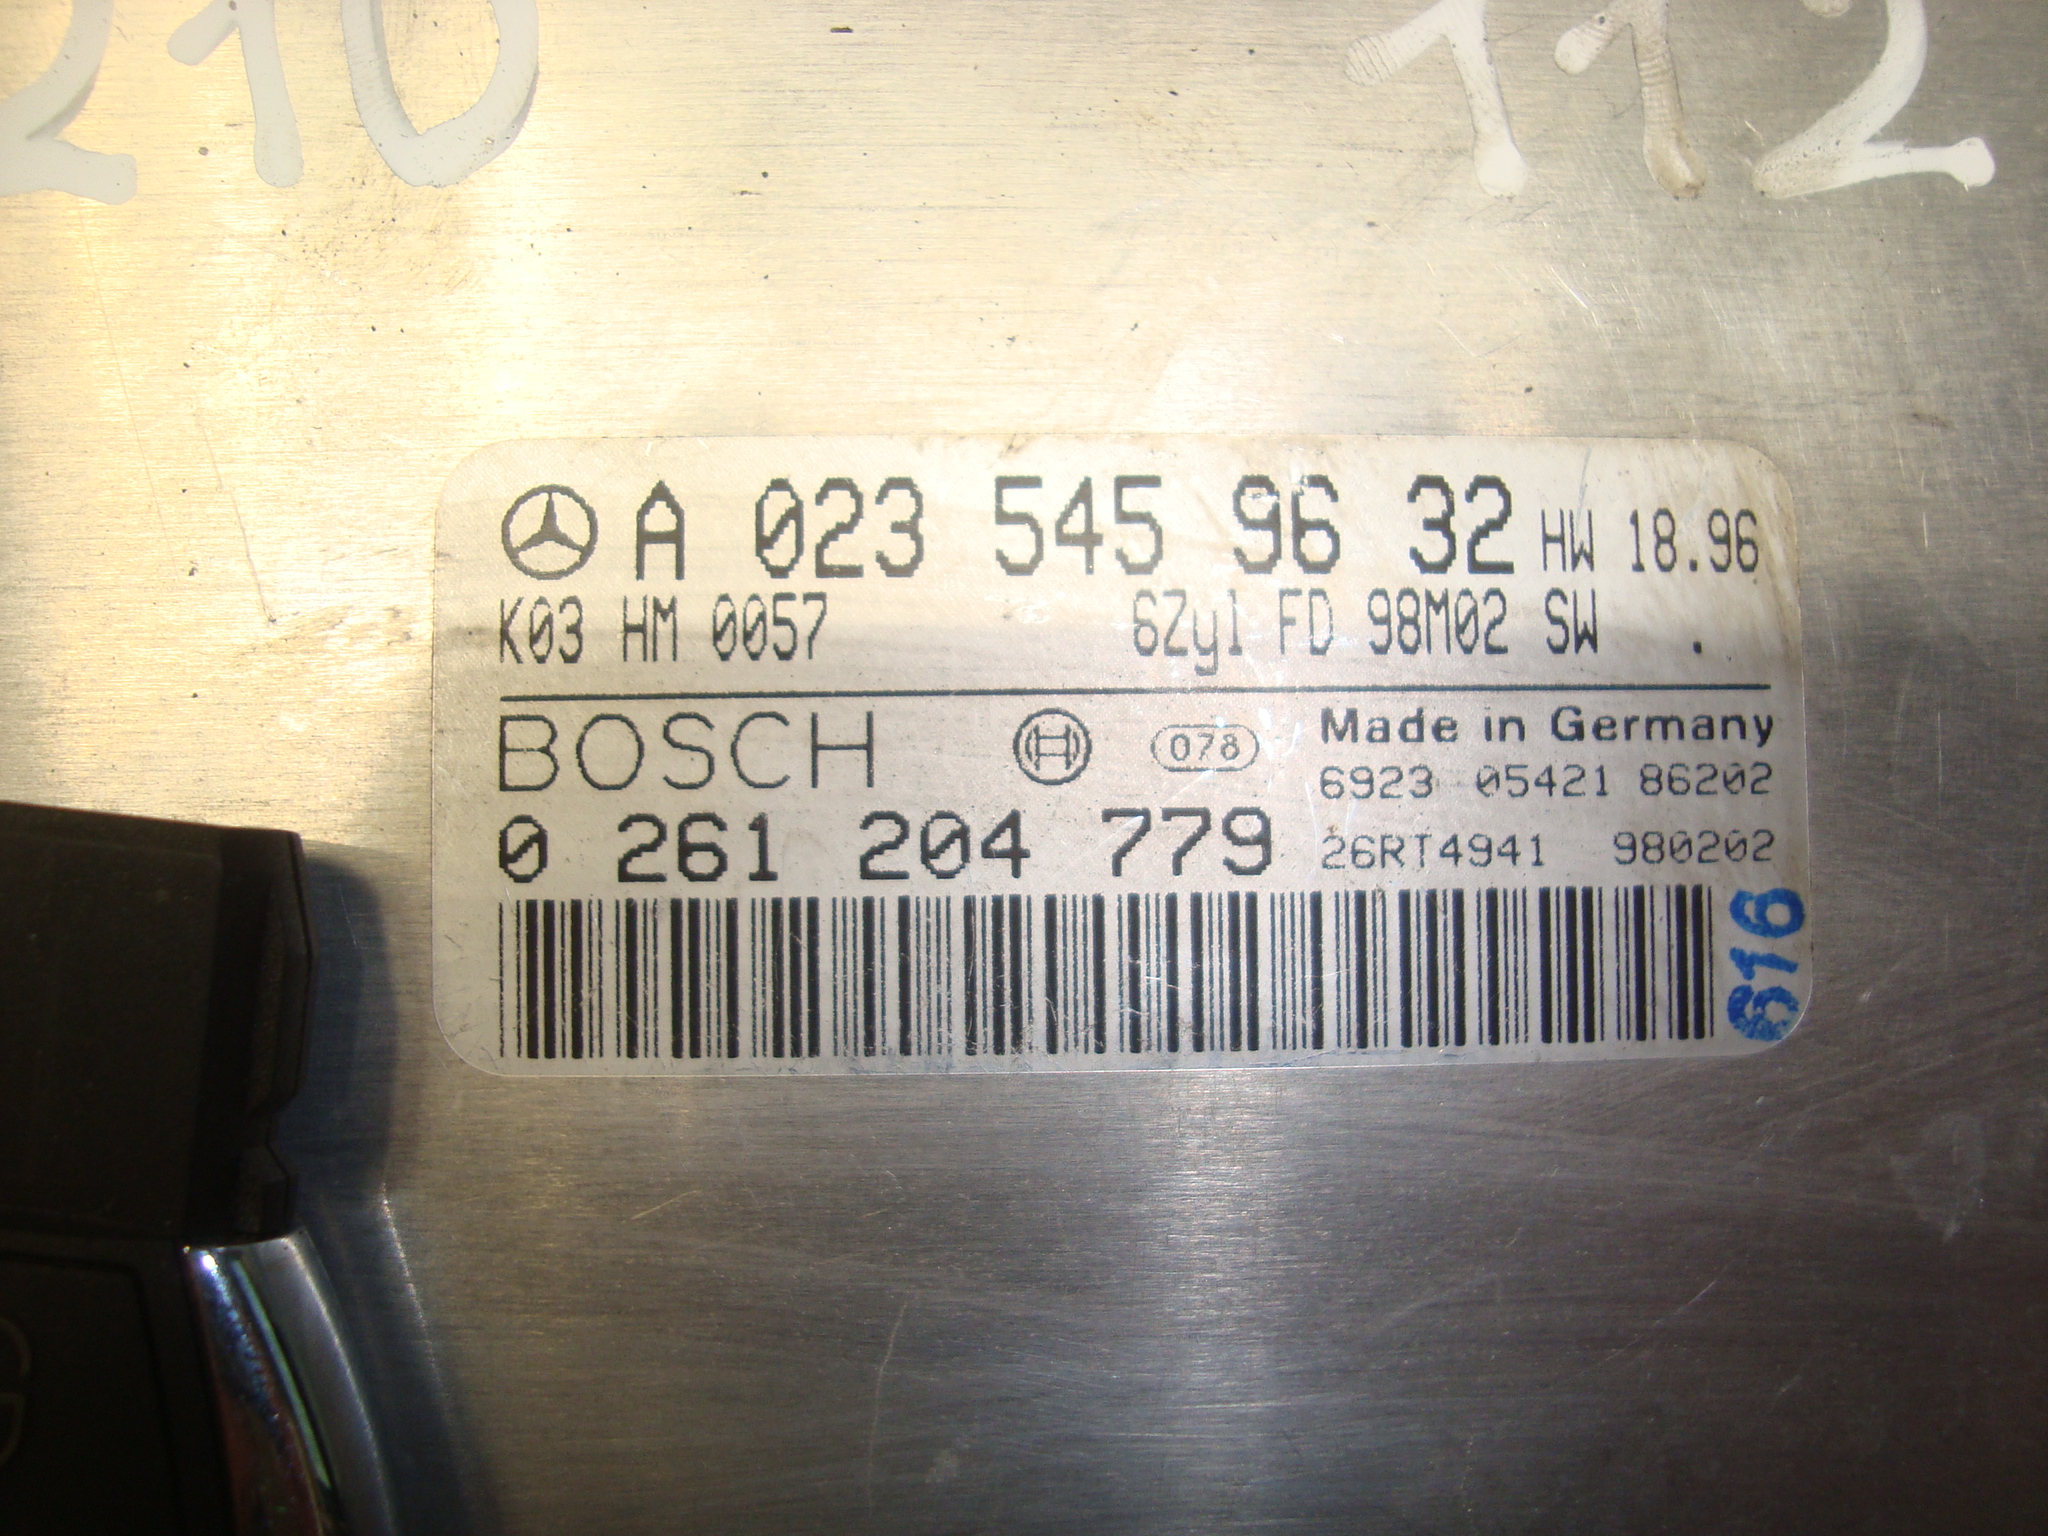 210 112
A 023 545 96 32 HW 18.96
K03 HM 0057 6Zyl FD 98M02 SW .
BOSCH H 078 Made in Germany
6923 05421 86202
0 261 204 779 26RT4941 980202
616